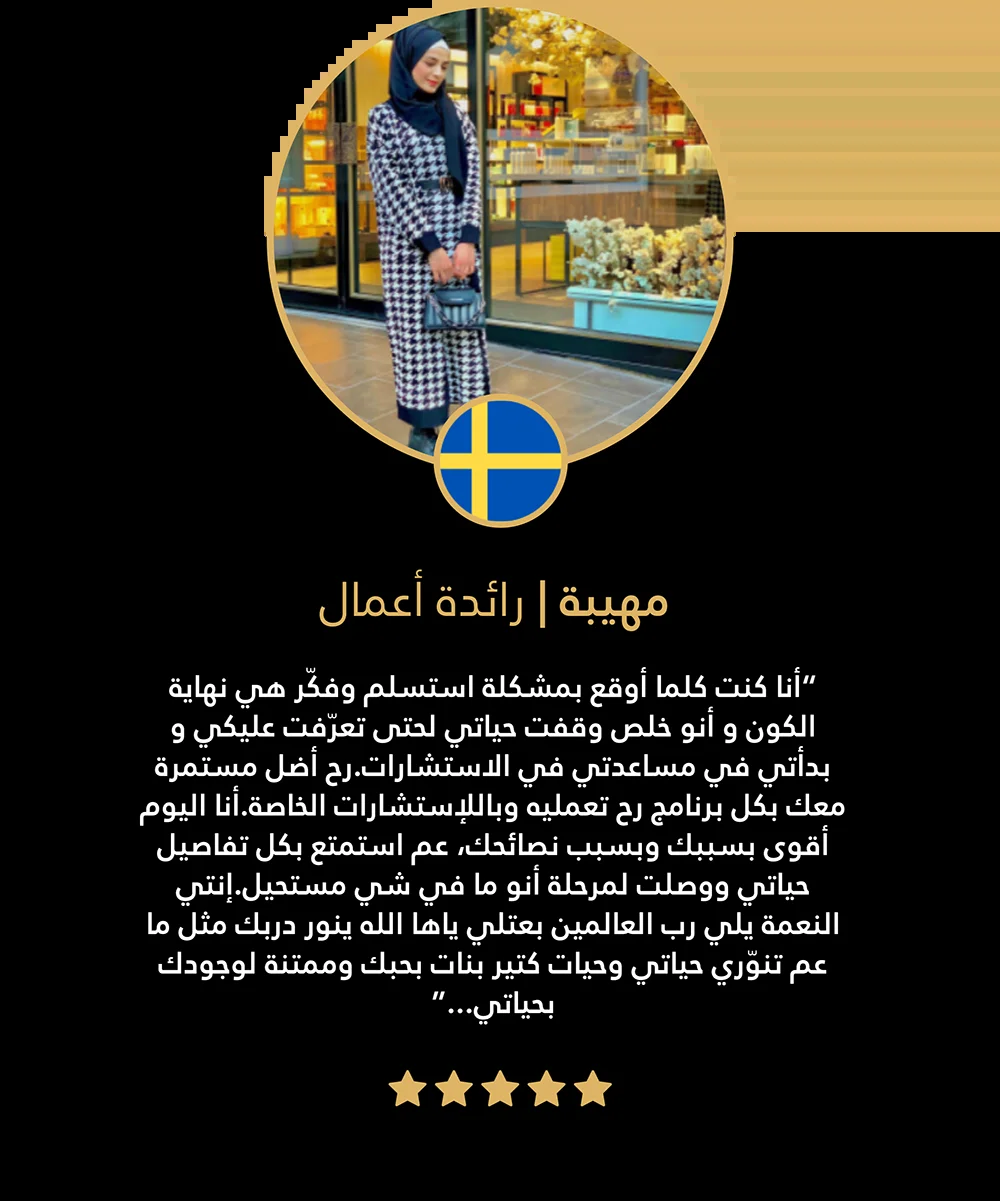 مهيبة | رائدة أعمال
“أنا كنت كلما أوقع بمشكلة استسلم وفكّر هي نهاية
الكون و أنو خلص وقفت حياتي لحتى تعرّفت عليكي و
بدأتي في مساعدتي في الاستشارات.رح أضل مستمرة
معك بكل برنامج رح تعمليه وباللإستشارات الخاصة.أنا اليوم
أقوى بسببك وبسبب نصائحك، عم استمتع بكل تفاصيل
حياتي ووصلت لمرحلة أنو ما في شي مستحيل.إنتي
النعمة يلي رب العالمين بعتلي ياها الله ينور دربك مثل ما
عم تنوّري حياتي وحيات كتير بنات بحبك وممتنة لوجودك
بحياتي...”